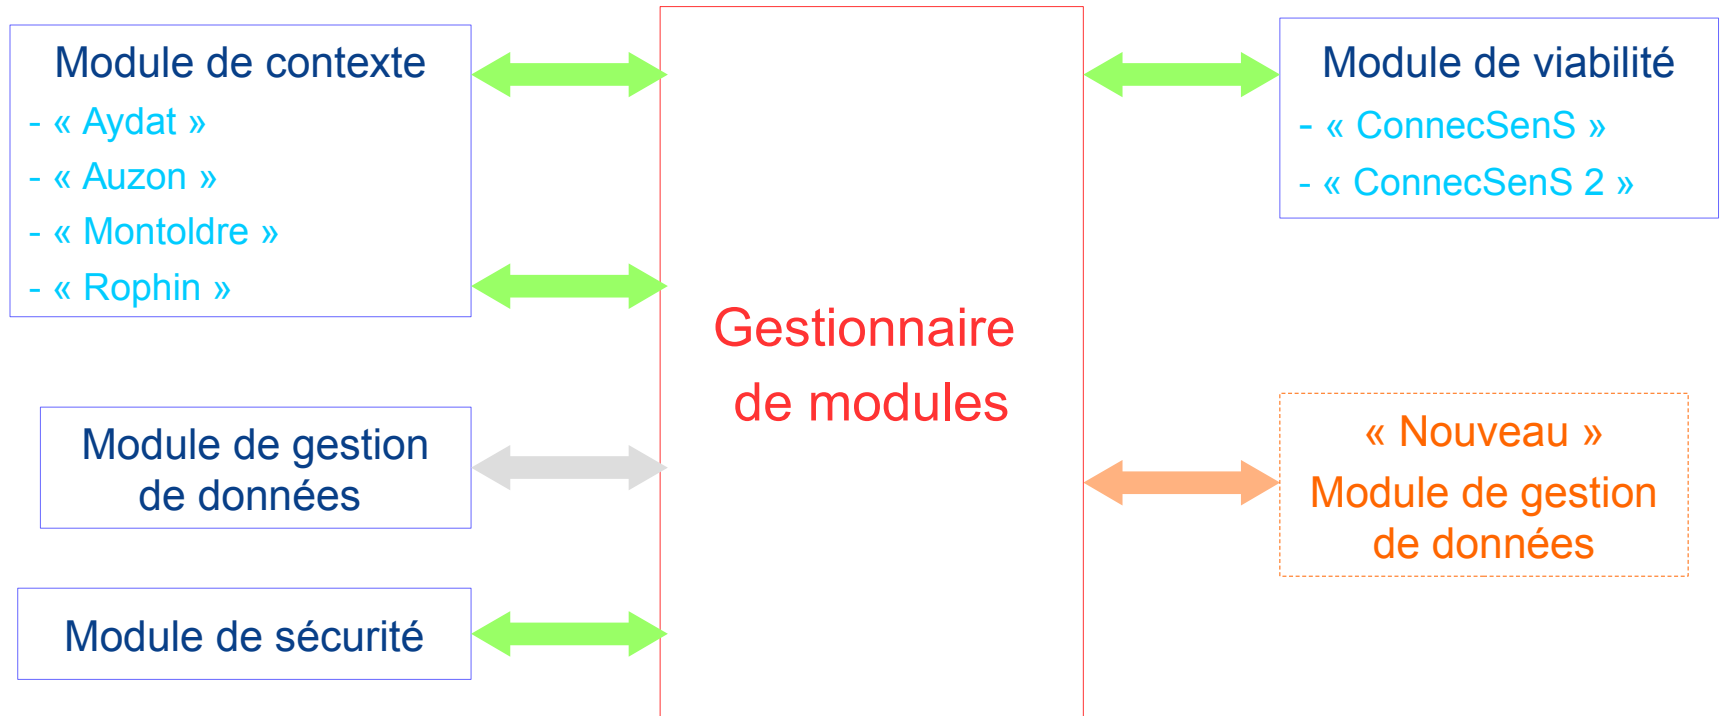 Module de contexte
- « Aydat »
- « Auzon »
- « Montoldre »
- « Rophin »
Module de gestion
de données
Module de sécurité
Gestionnaire
de modules
Module de viabilité
- « ConnecSenS »
- « ConnecSenS 2 »
« Nouveau »
Module de gestion
de données